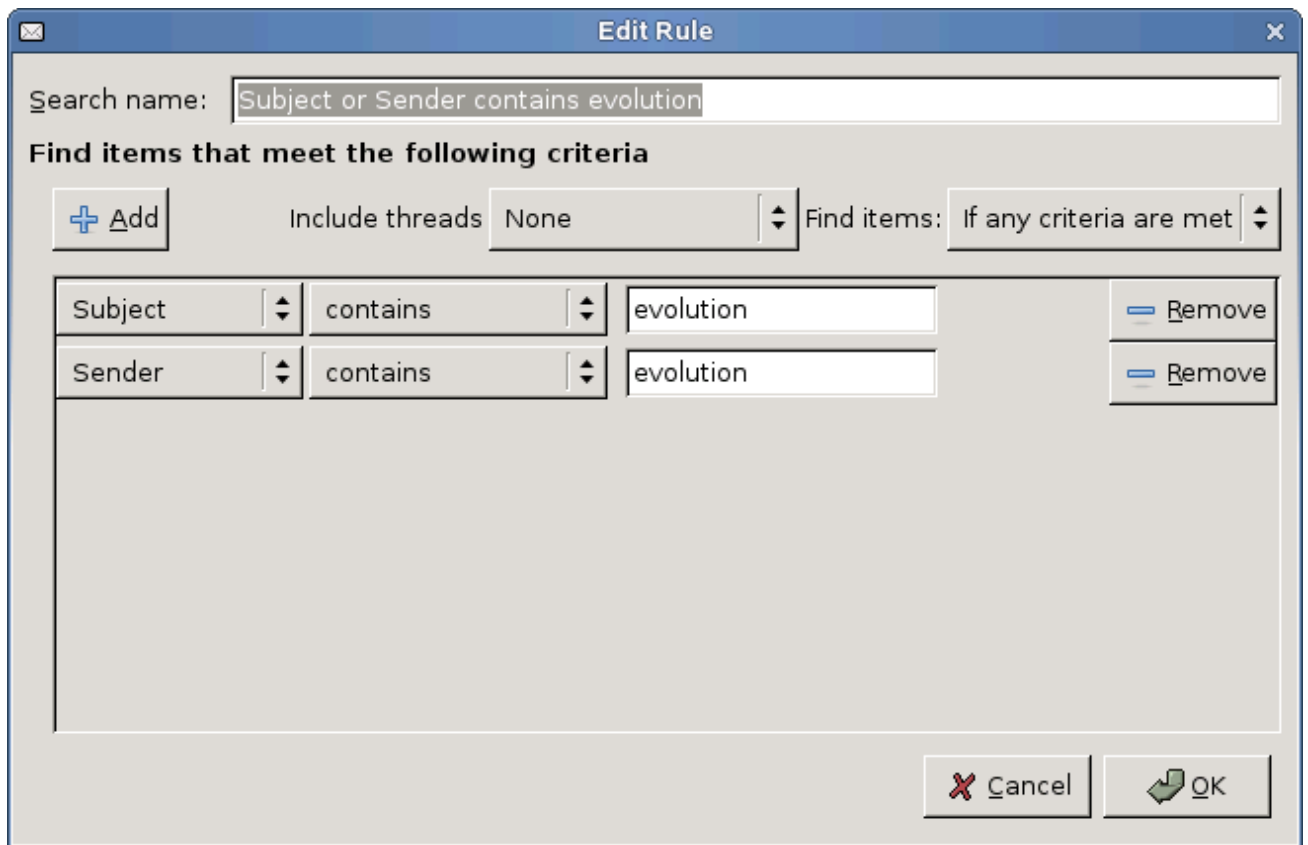 Edit Rule
Search name: Subject or Sender contains evolution
Find items that meet the following criteria
Add Include threads None Find items: If any criteria are met
Subject contains evolution Remove
Sender contains evolution Remove
Cancel OK